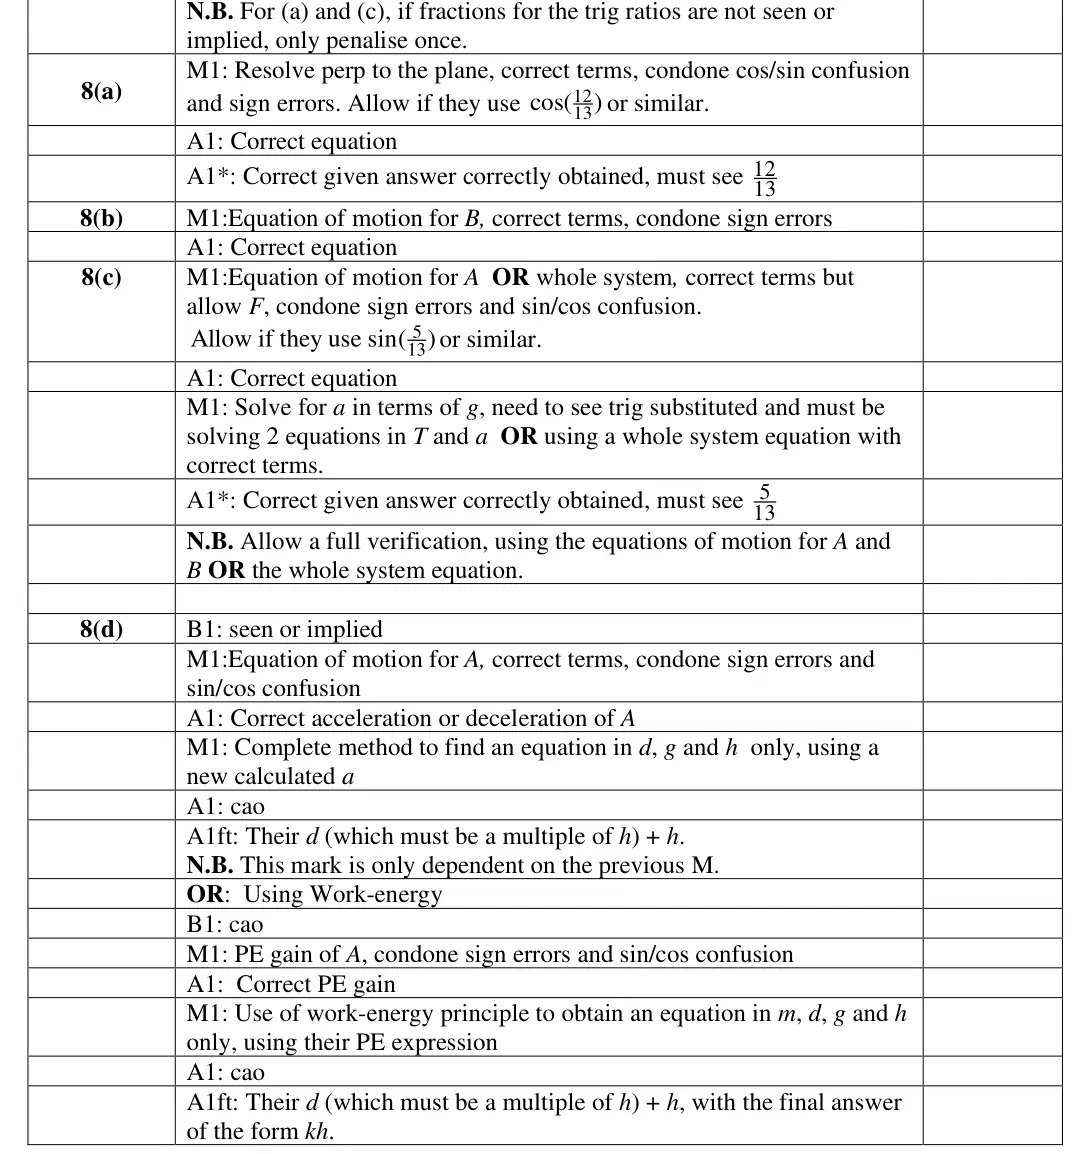 N.B. For (a) and (c), if fractions for the trig ratios are not seen or
implied, only penalise once.
8(a)
M1: Resolve perp to the plane, correct terms, condone cos/sin confusion
and sign errors. Allow if they use cos(12/13) or similar.
A1: Correct equation
A1*: Correct given answer correctly obtained, must see 12/13
8(b)
M1:Equation of motion for B, correct terms, condone sign errors
A1: Correct equation
8(c)
M1:Equation of motion for A OR whole system, correct terms but
allow F, condone sign errors and sin/cos confusion.
Allow if they use sin(5/13) or similar.
A1: Correct equation
M1: Solve for a in terms of g, need to see trig substituted and must be
solving 2 equations in T and a OR using a whole system equation with
correct terms.
A1*: Correct given answer correctly obtained, must see 5/13
N.B. Allow a full verification, using the equations of motion for A and
B OR the whole system equation.
8(d)
B1: seen or implied
M1:Equation of motion for A, correct terms, condone sign errors and
sin/cos confusion
A1: Correct acceleration or deceleration of A
M1: Complete method to find an equation in d, g and h only, using a
new calculated a
A1: cao
A1ft: Their d (which must be a multiple of h) + h.
N.B. This mark is only dependent on the previous M.
OR: Using Work-energy
B1: cao
M1: PE gain of A, condone sign errors and sin/cos confusion
A1: Correct PE gain
M1: Use of work-energy principle to obtain an equation in m, d, g and h
only, using their PE expression
A1: cao
A1ft: Their d (which must be a multiple of h) + h, with the final answer
of the form kh.